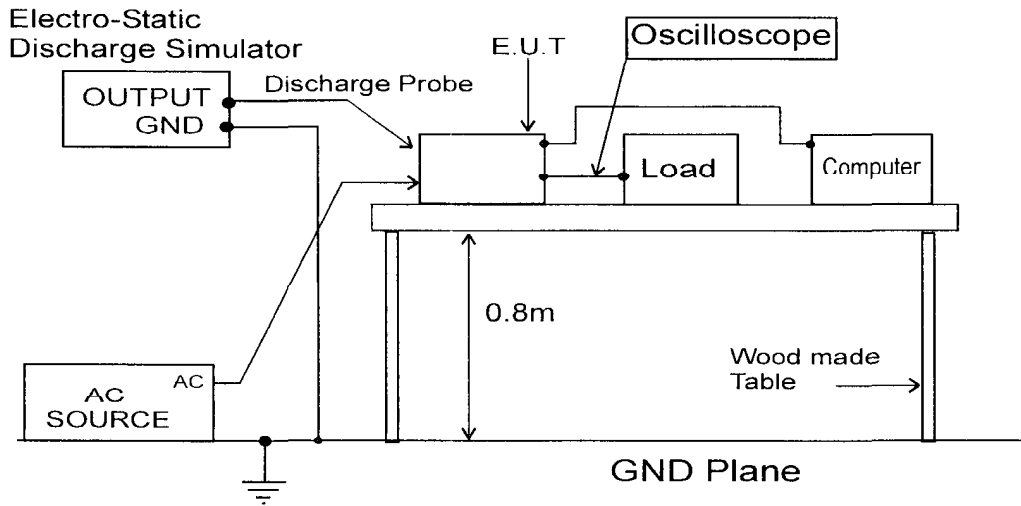 Electro-Static
Discharge Simulator
OUTPUT
GND
Discharge Probe
E.U.T
Oscilloscope
Load
Computer
0.8m
Wood made
Table
AC
AC
SOURCE
GND Plane